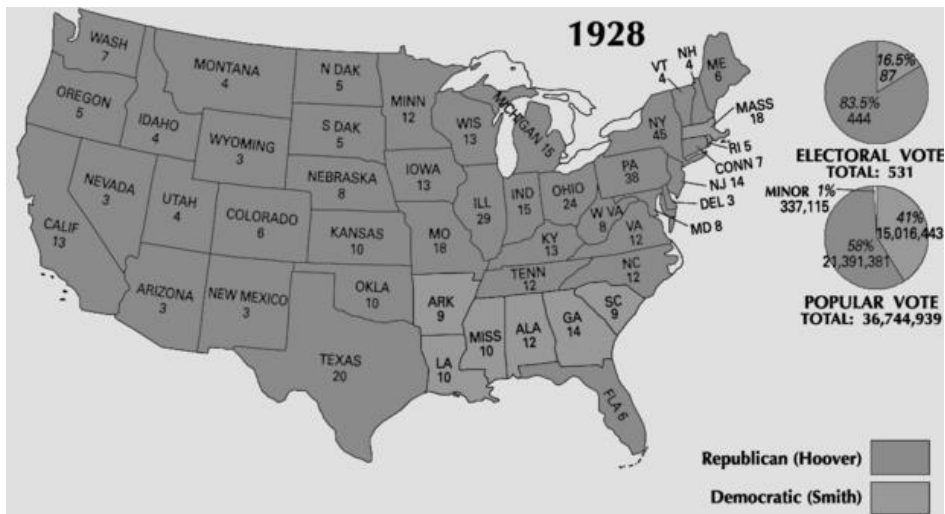 1928
WASH
7
OREGON
5
CALIF
13
NEVADA
3
IDAHO
4
MONTANA
4
WYOMING
3
UTAH
4
ARIZONA
3
COLORADO
6
NEW MEXICO
3
N DAK
5
S DAK
5
NEBRASKA
8
KANSAS
10
OKLA
10
TEXAS
20
MINN
12
IOWA
13
MO
18
ARK
9
LA
10
WIS
13
ILL
29
MICHIGAN 15
IND
15
OHIO
24
KY
13
TENN
12
MISS
10
ALA
12
GA
14
FLA 6
SC
9
NC
12
VA
12
W VA
8
PA
38
NY
45
VT
4
NH
4
ME
6
MASS
18
RI 5
CONN 7
NJ 14
DEL 3
MD 8
16.5%
87
83.5%
444
ELECTORAL VOTE
TOTAL: 531
MINOR 1%
337,115
41%
15,016,443
58%
21,391,381
POPULAR VOTE
TOTAL: 36,744,939
Republican (Hoover)
Democratic (Smith)